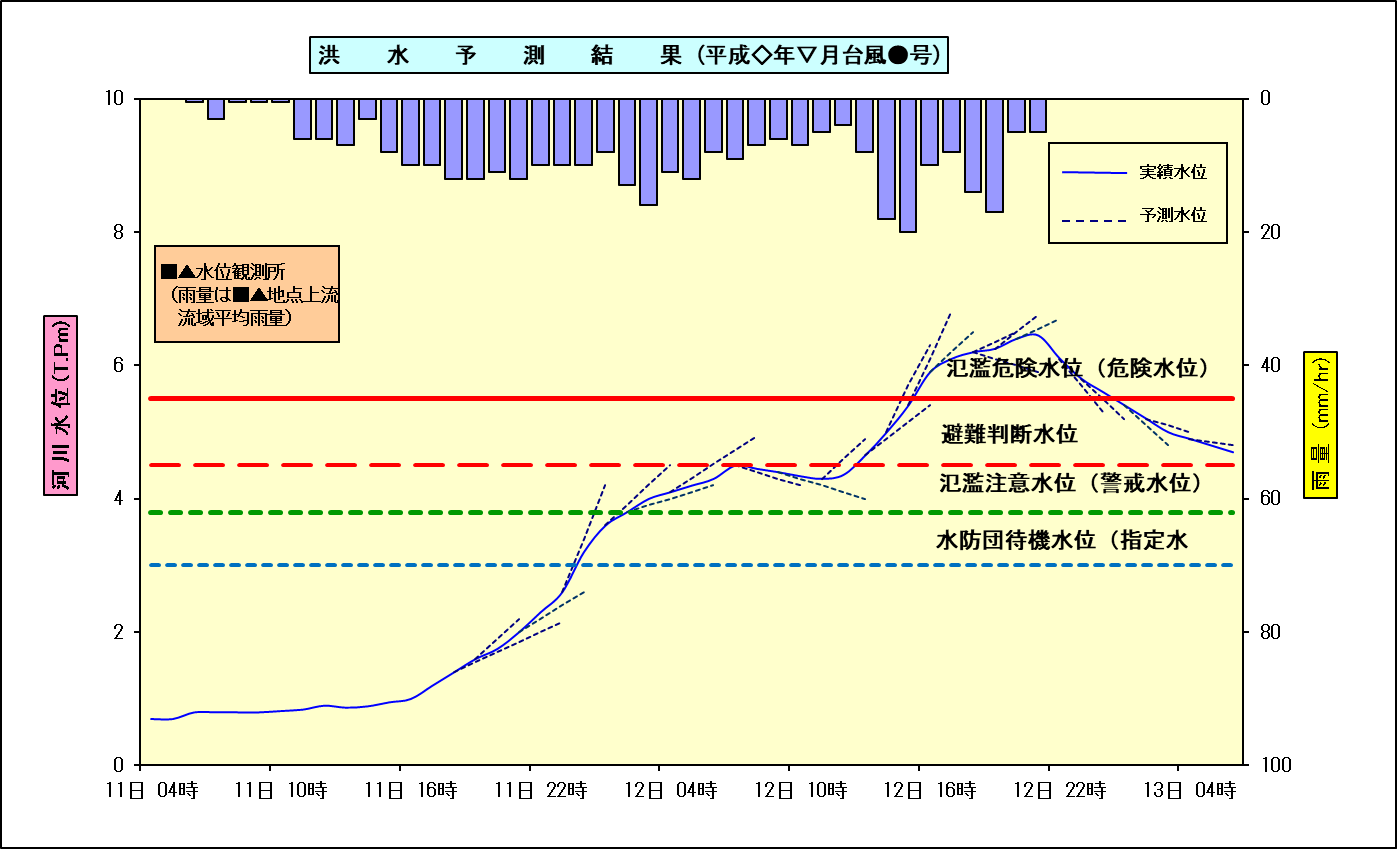 洪 水 予 測 結 果 (平成◇年▽月台風●号)
10
8
6
4
2
0
0
20
40
60
80
100
実績水位
予測水位
■▲水位観測所
(雨量は■▲地点上流
流域平均雨量)
河川水位(T.Pm)
雨量 (mm/hr)
氾濫危険水位(危険水位)
避難判断水位
氾濫注意水位(警戒水位)
水防団待機水位(指定水
11日 04時
11日 10時
11日 16時
11日 22時
12日 04時
12日 10時
12日 16時
12日 22時
13日 04時